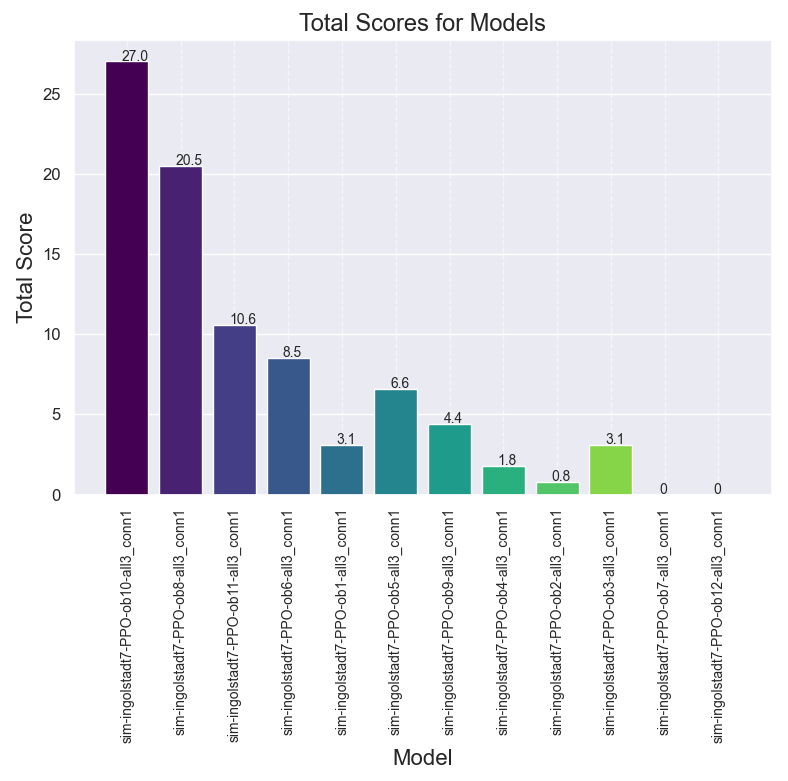 Total Scores for Models
Total Score
25
20
15
10
5
0
27.0
20.5
10.6
8.5
3.1
6.6
4.4
1.8
0.8
3.1
0
0
sim-ingolstadt7-PPO-ob10-all3_conn1
sim-ingolstadt7-PPO-ob8-all3_conn1
sim-ingolstadt7-PPO-ob11-all3_conn1
sim-ingolstadt7-PPO-ob6-all3_conn1
sim-ingolstadt7-PPO-ob1-all3_conn1
sim-ingolstadt7-PPO-ob5-all3_conn1
sim-ingolstadt7-PPO-ob9-all3_conn1
sim-ingolstadt7-PPO-ob4-all3_conn1
sim-ingolstadt7-PPO-ob2-all3_conn1
sim-ingolstadt7-PPO-ob3-all3_conn1
sim-ingolstadt7-PPO-ob7-all3_conn1
sim-ingolstadt7-PPO-ob12-all3_conn1
Model